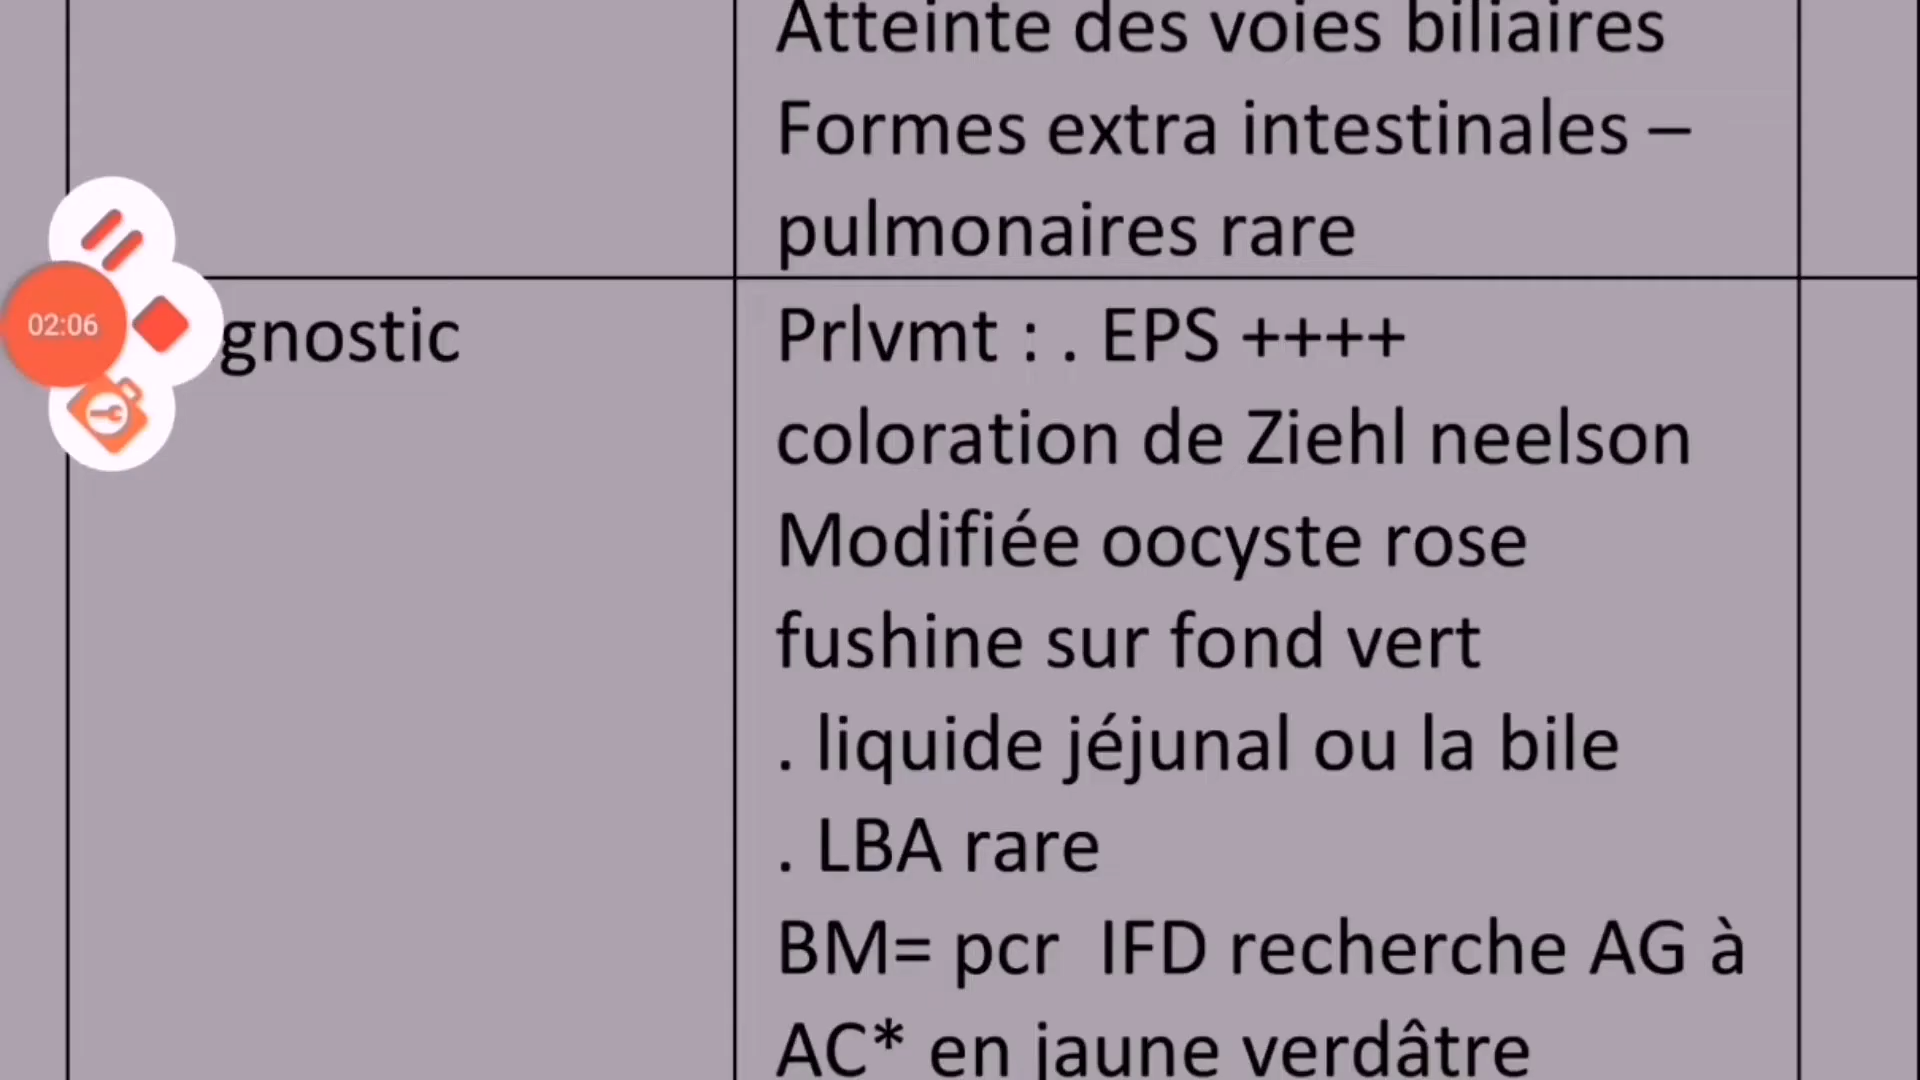 Atteinte des voies biliaires
Formes extra intestinales –
pulmonaires rare
02:06
gnostic
Prlvmt : . EPS ++++
coloration de Ziehl neelson
Modifiée oocyste rose
fushine sur fond vert
. liquide jéjunal ou la bile
. LBA rare
BM= pcr  IFD recherche AG à
AC* en jaune verdâtre